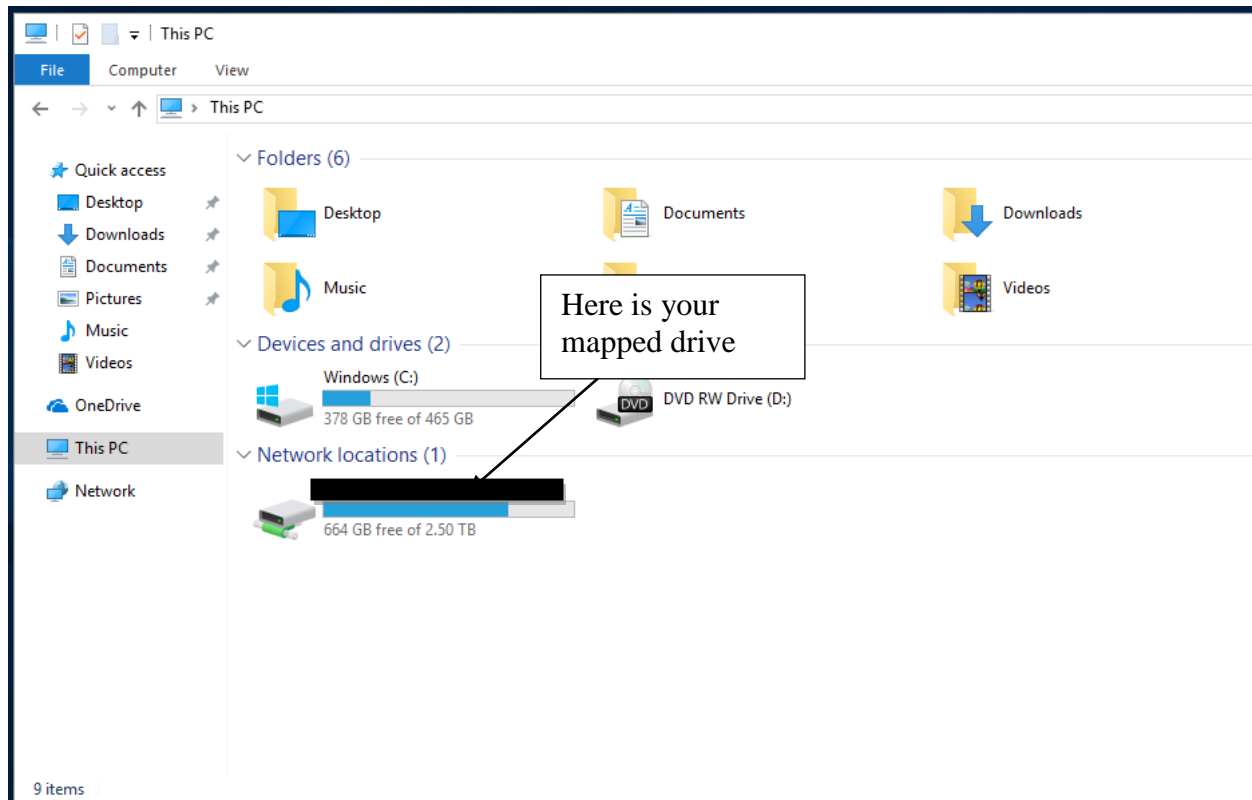 This PC
File Computer View
This PC
Quick access
Desktop
Downloads
Documents
Pictures
Music
Videos
OneDrive
This PC
Network
Folders (6)
Desktop Documents Downloads
Music Videos
Here is your
mapped drive
Devices and drives (2)
Windows (C:)
378 GB free of 465 GB
DVD
DVD RW Drive (D:)
Network locations (1)
664 GB free of 2.50 TB
9 items